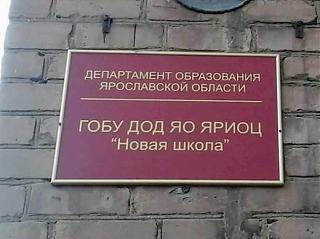 ДЕПАРТАМЕНТ ОБРАЗОВАНИЯ
ЯРОСЛАВСКОЙ ОБЛАСТИ
ГОБУ ДОД ЯО ЯРИОЦ
"Новая школа"